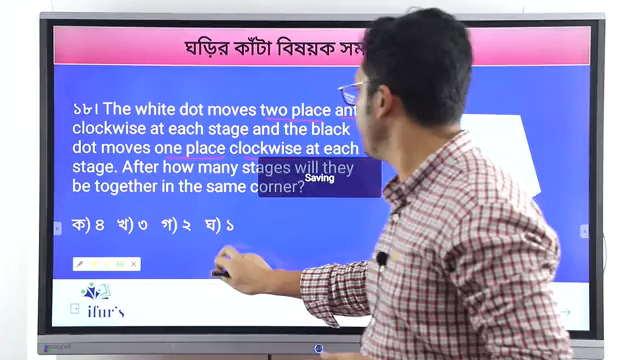 ঘড়ির কাঁটা বিষয়ক সম
১৮। The white dot moves two place ant
clockwise at each stage and the black
dot moves one place clockwise at each
stage. After how many stages will they
be together in the same corner?
Saving
ক) ৪ খ) ৩ গ) ২ ঘ) ১
ifur's